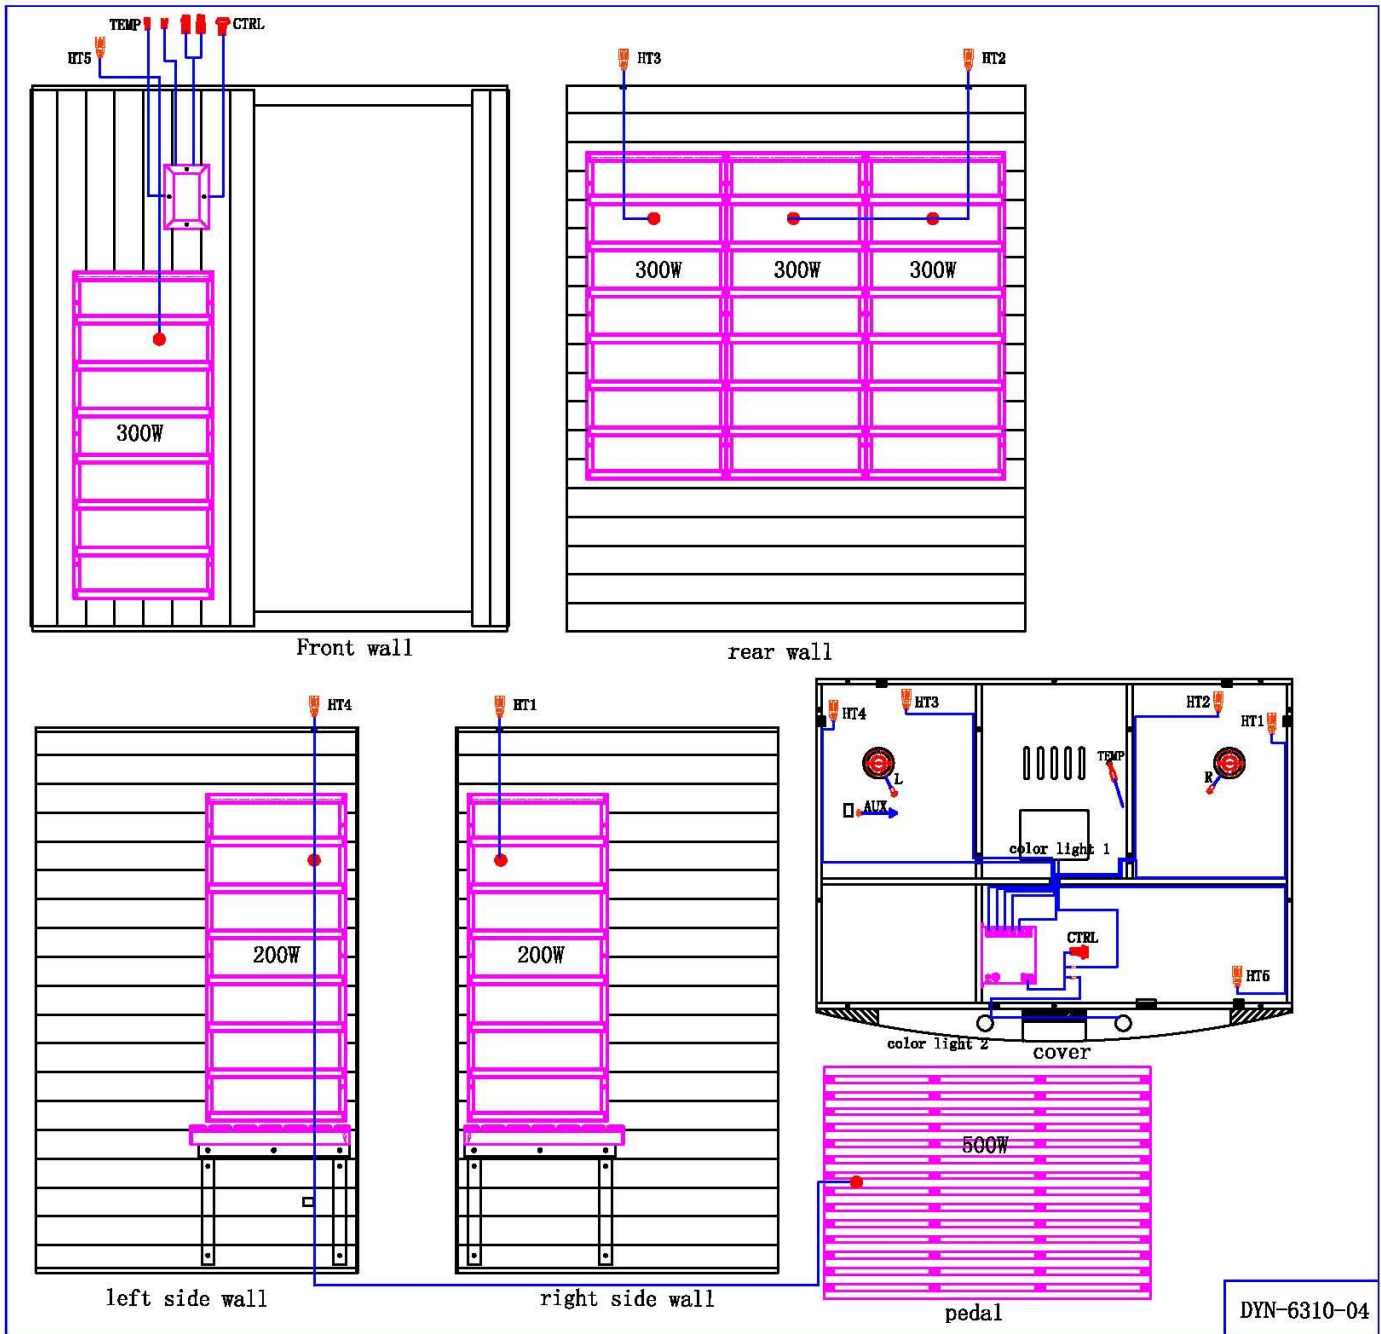 TEMP
CTRL
HT5
HT3
HT2
300W
300W
300W
300W
Front wall
rear wall
HT4
HT1
HT4
HT3
HT2
HT1
L
TEMP
R
AUX
color light 1
200W
200W
CTRL
HT5
color light 2
cover
500W
left side wall
right side wall
pedal
DYN-6310-04